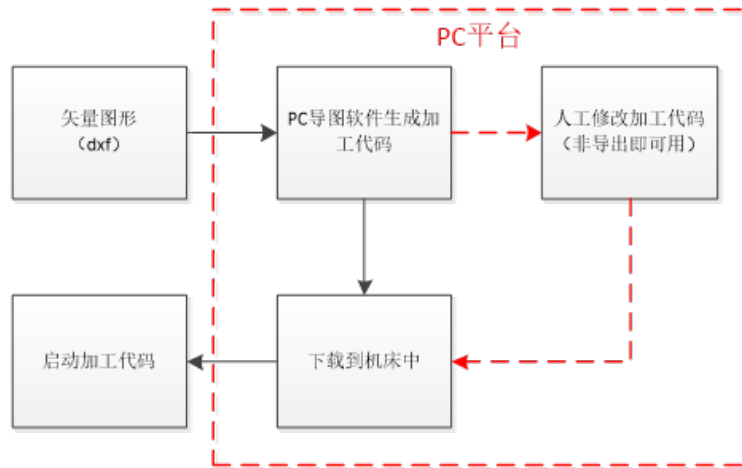 PC平台
矢量图形
（dxf）
PC导图软件生成加
工代码
人工修改加工代码
（非导出即可用）
启动加工代码
下载到机床中